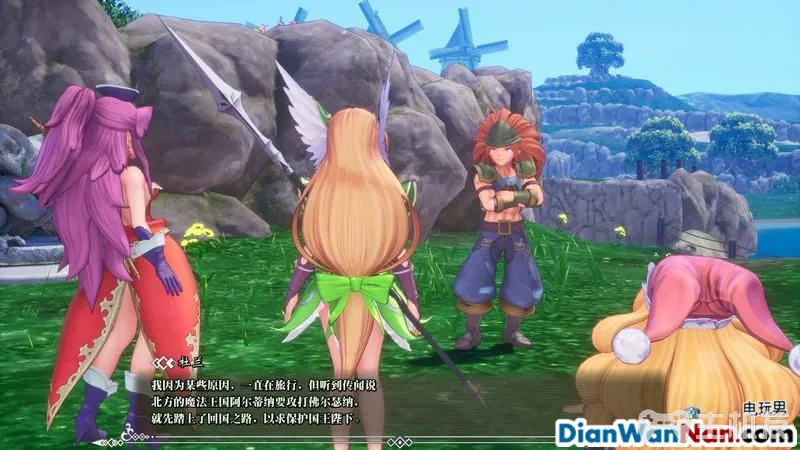 杜兰
我因为某些原因，一直在旅行，但听到传闻说
北方的魔法王国阿尔蒂纳要攻打佛尔瑟纳，
就先踏上了回国之路，以求保护国王陛下。
电玩男
DianWanNan.com